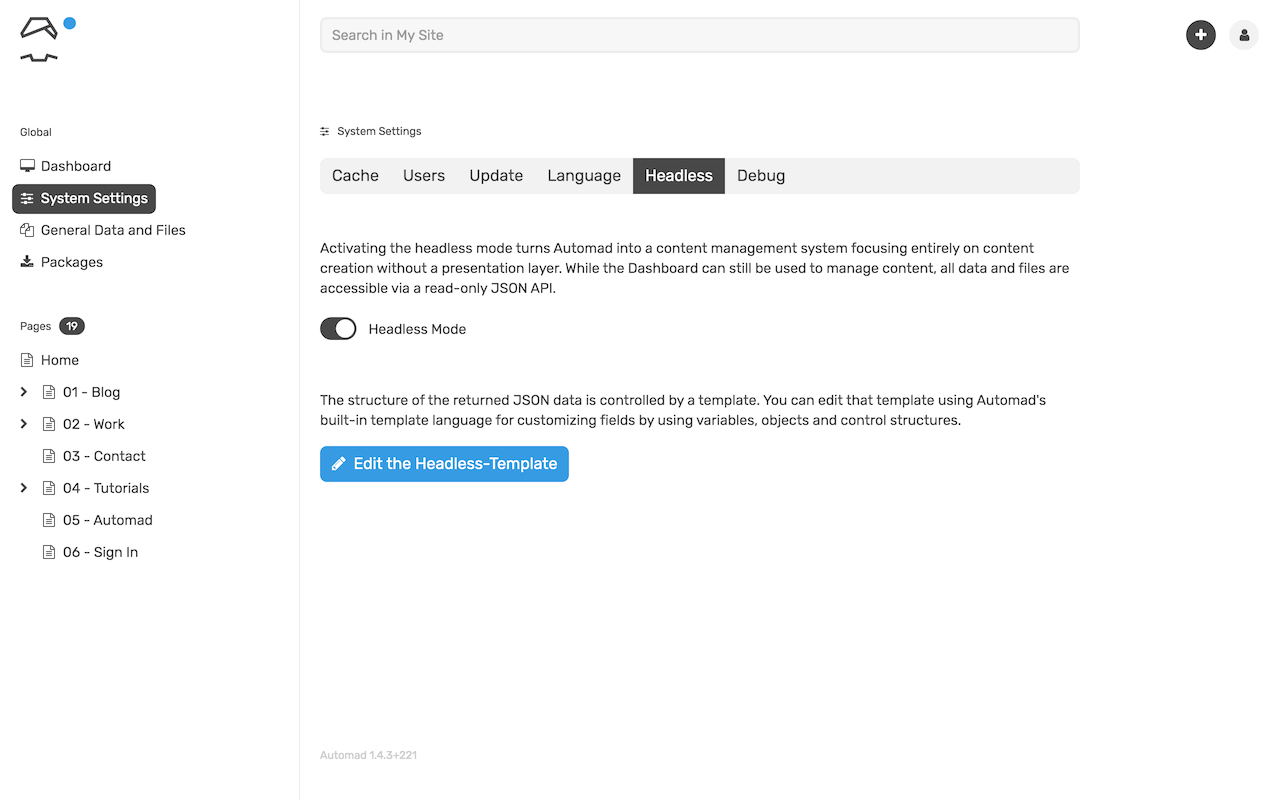 Search in My Site
Global
Dashboard
System Settings
General Data and Files
Packages
Pages 19
Home
01 - Blog
02 - Work
03 - Contact
04 - Tutorials
05 - Automad
06 - Sign In
System Settings
Cache Users Update Language Headless Debug
Activating the headless mode turns Automad into a content management system focusing entirely on content
creation without a presentation layer. While the Dashboard can still be used to manage content, all data and files are
accessible via a read-only JSON API.
Headless Mode
The structure of the returned JSON data is controlled by a template. You can edit that template using Automad's
built-in template language for customizing fields by using variables, objects and control structures.
Edit the Headless-Template
Automad 1.4.3+221